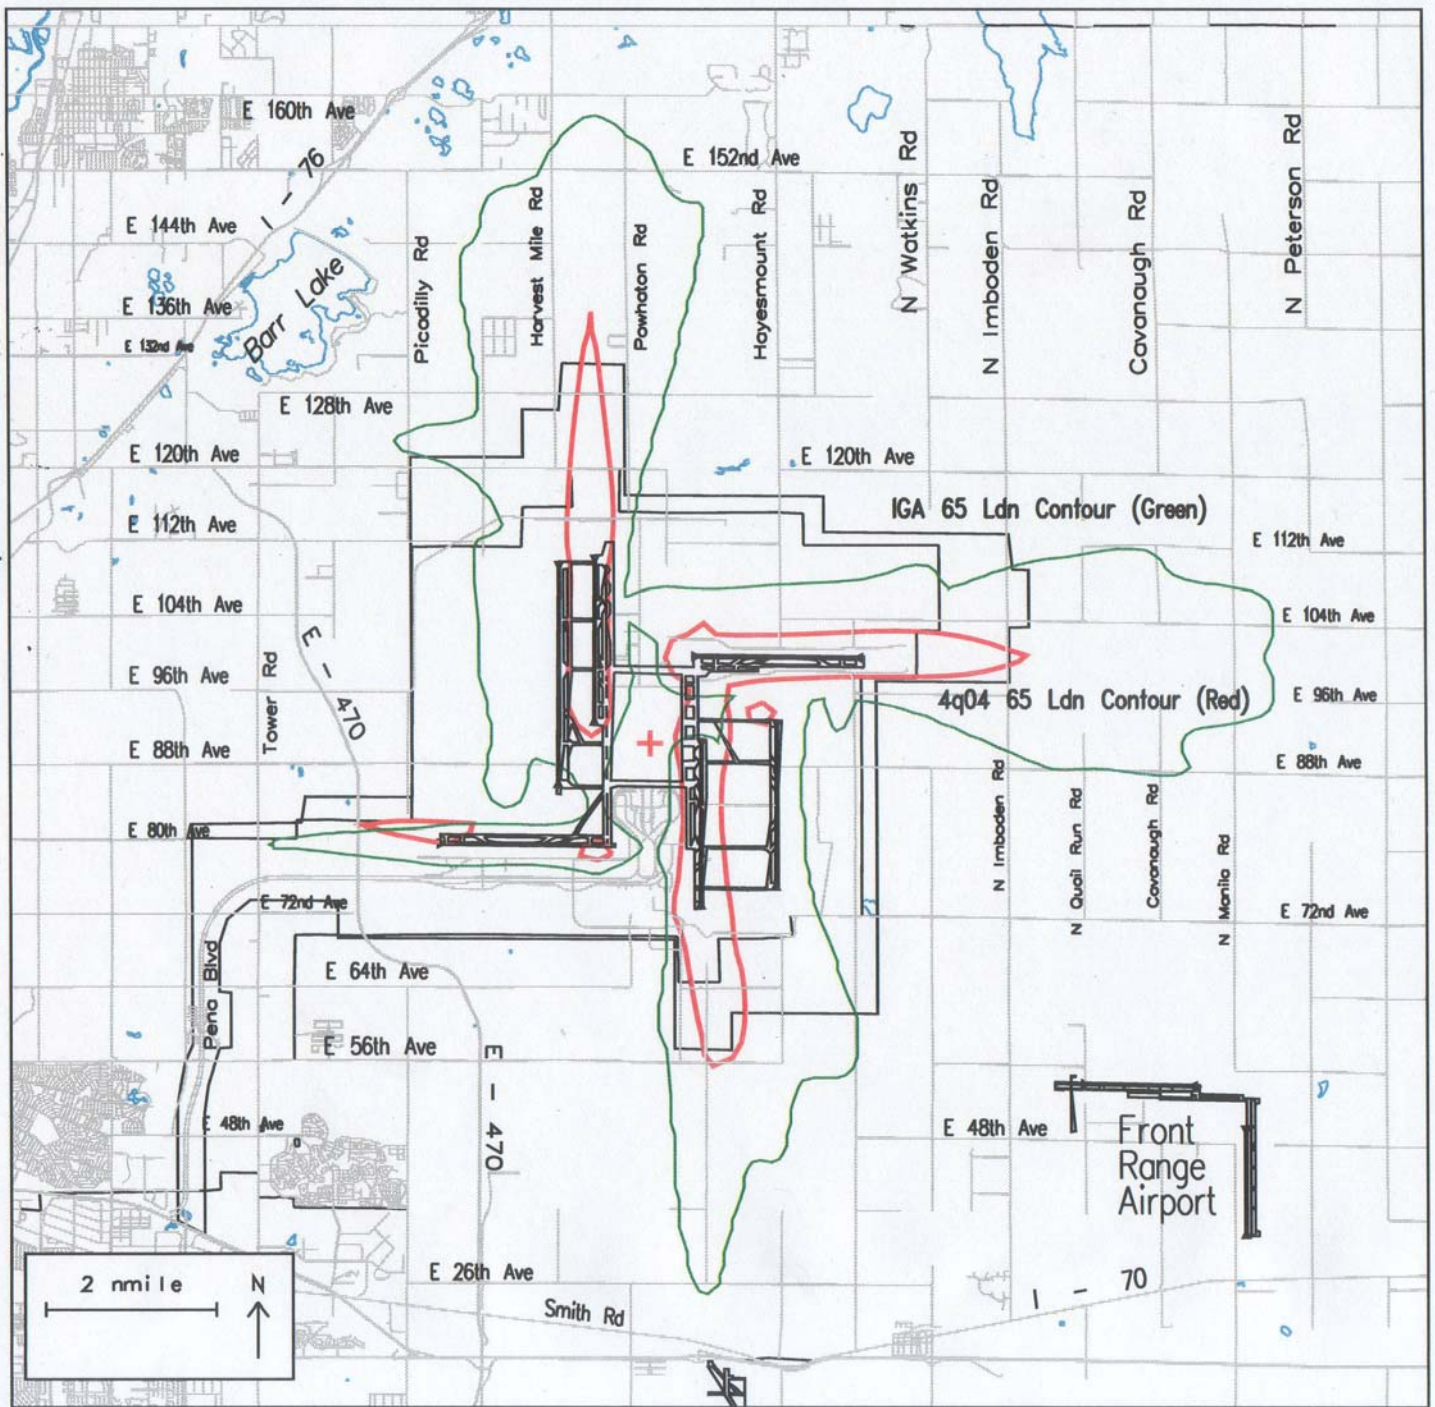 E 160th Ave
E 152nd Ave
I - 76
E 144th Ave
E 136th Ave
E 132nd Ave
Barr Lake
Picadilly Rd
Harvest Mile Rd
Powhaton Rd
Hayesmount Rd
N Watkins Rd
N Imboden Rd
Cavanaugh Rd
N Peterson Rd
E 128th Ave
E 120th Ave
E 120th Ave
IGA 65 Ldn Contour (Green)
E 112th Ave
E 112th Ave
E 104th Ave
E 104th Ave
E - 470
Tower Rd
E 96th Ave
4q04 65 Ldn Contour (Red)
E 96th Ave
E 88th Ave
E 88th Ave
N Imboden Rd
N Quail Run Rd
Cavanaugh Rd
N Manila Rd
E 80th Ave
E 72nd Ave
E 72nd Ave
Pena Blvd
E 64th Ave
E 56th Ave
E - 470
E 48th Ave
E 48th Ave
Front
Range
Airport
E 26th Ave
Smith Rd
I - 70
2 nmile
N